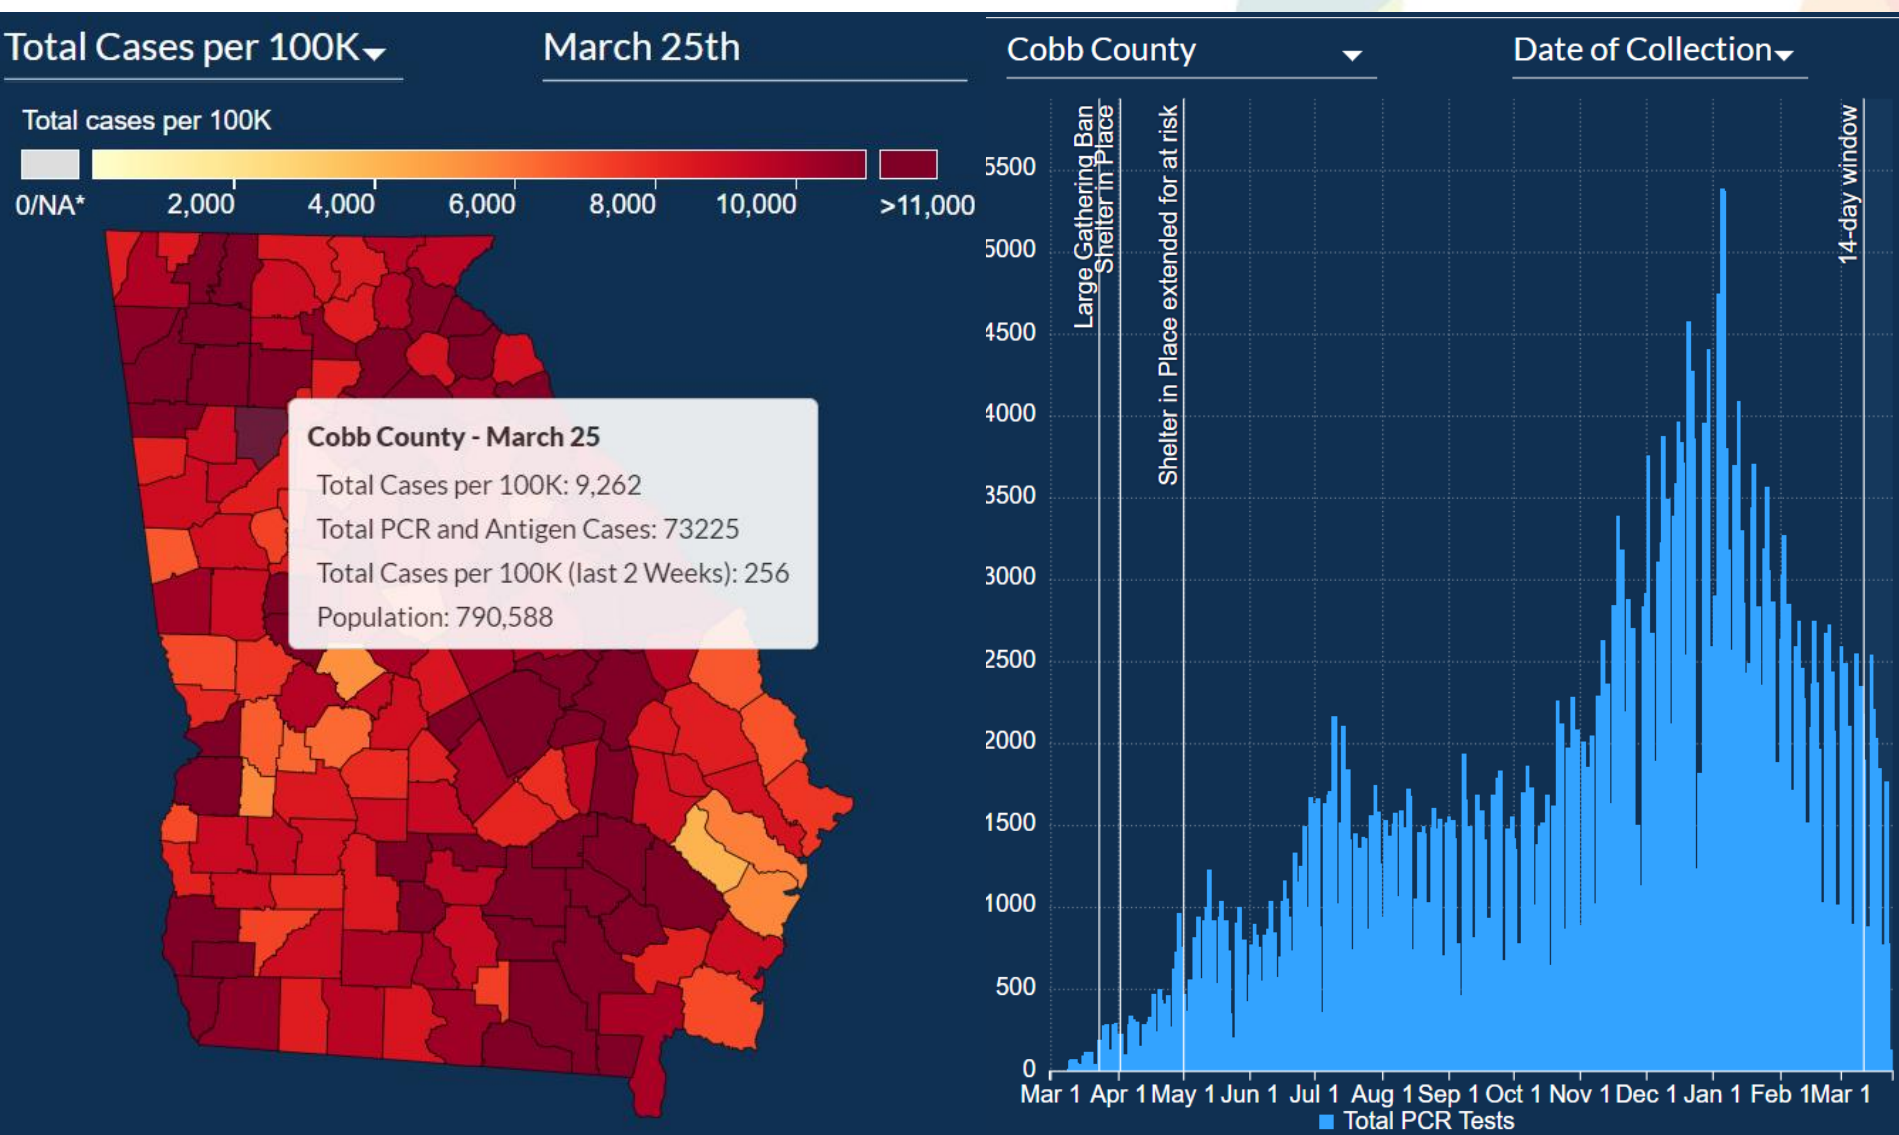 Total Cases per 100K
March 25th
Total cases per 100K
0/NA*
2,000
4,000
6,000
8,000
10,000
>11,000
Cobb County - March 25
Total Cases per 100K: 9,262
Total PCR and Antigen Cases: 73225
Total Cases per 100K (last 2 Weeks): 256
Population: 790,588
Cobb County
Date of Collection
Large Gathering Ban
Shelter in Place
Shelter in Place extended for at risk
14-day window
5500
5000
4500
4000
3500
3000
2500
2000
1500
1000
500
0
Mar 1
Apr 1
May 1
Jun 1
Jul 1
Aug 1
Sep 1
Oct 1
Nov 1
Dec 1
Jan 1
Feb 1
Mar 1
Total PCR Tests